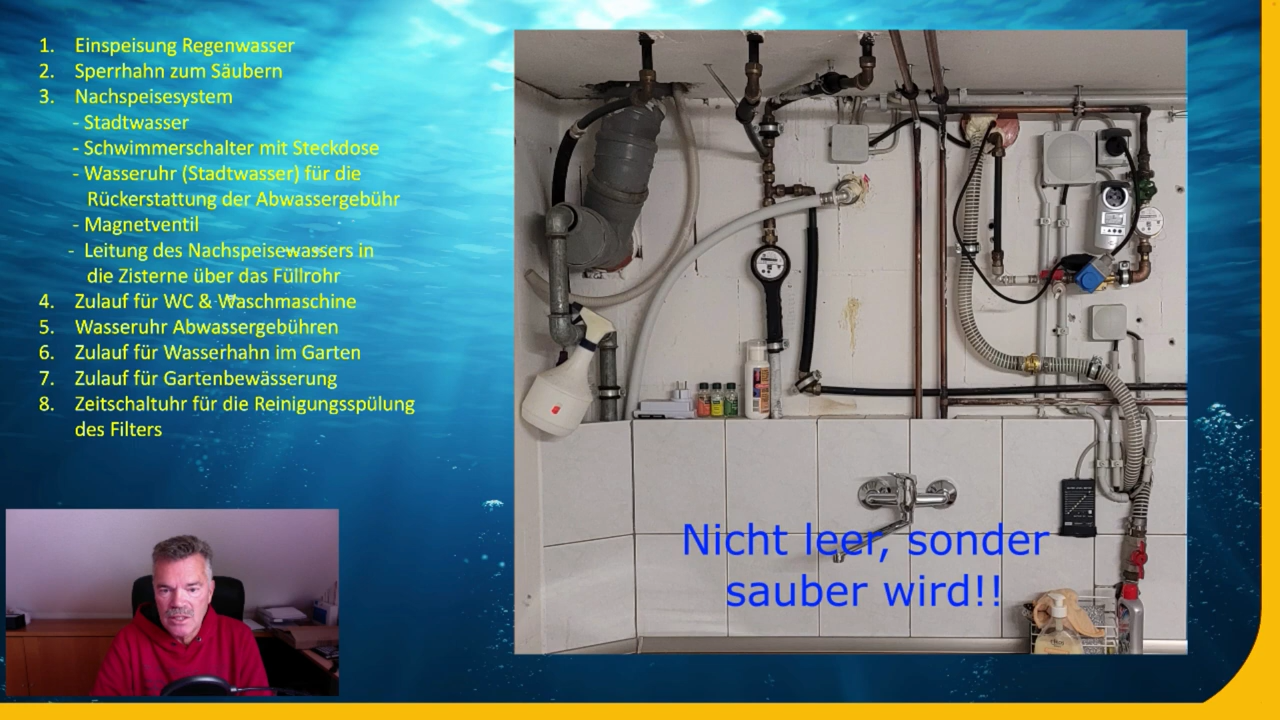 1. Einspeisung Regenwasser
2. Sperrhahn zum Säubern
3. Nachspeisesystem
- Stadtwasser
- Schwimmerschalter mit Steckdose
- Wasseruhr (Stadtwasser) für die
Rückerstattung der Abwassergebühr
- Magnetventil
- Leitung des Nachspeisewassers in
die Zisterne über das Füllrohr
4. Zulauf für WC & Waschmaschine
5. Wasseruhr Abwassergebühren
6. Zulauf für Wasserhahn im Garten
7. Zulauf für Gartenbewässerung
8. Zeitschaltuhr für die Reinigungsspülung
des Filters
Nicht leer, sonder
sauber wird!!